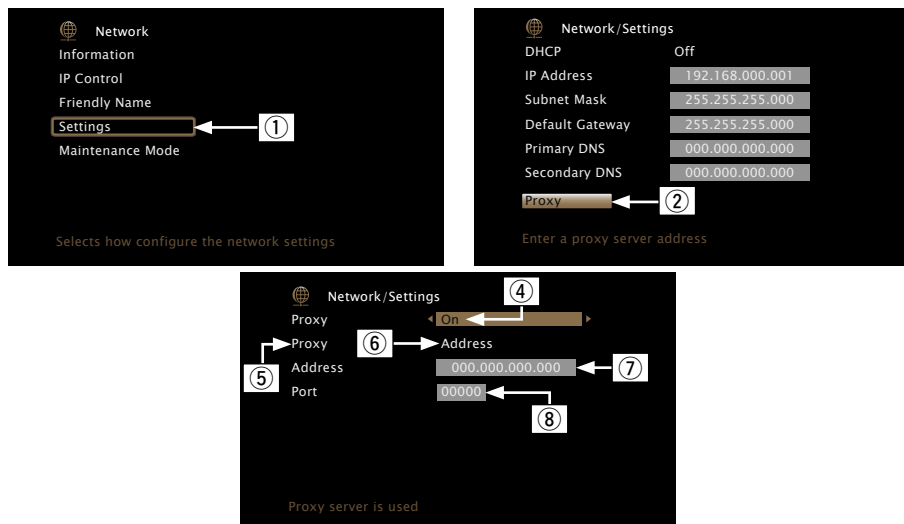 Network
Information
IP Control
Friendly Name
Settings ①
Maintenance Mode
Selects how configure the network settings
Network/Settings
DHCP Off
IP Address 192.168.000.001
Subnet Mask 255.255.255.000
Default Gateway 255.255.255.000
Primary DNS 000.000.000.000
Secondary DNS 000.000.000.000
Proxy ②
Enter a proxy server address
Network/Settings ④
Proxy On
⑤ Proxy ⑥ Address
Address 000.000.000.000 ⑦
Port 00000 ⑧
Proxy server is used